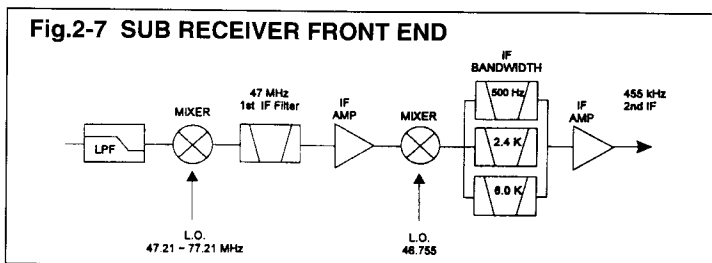 Fig.2-7 SUB RECEIVER FRONT END
IF
BANDWIDTH
47 MHz
1st IF Filter
IF
AMP
MIXER
MIXER
500 Hz
IF
AMP
455 kHz
2nd IF
LPF
2.4 K
6.0 K
L.O.
47.21 – 77.21 MHz
L.O.
46.755